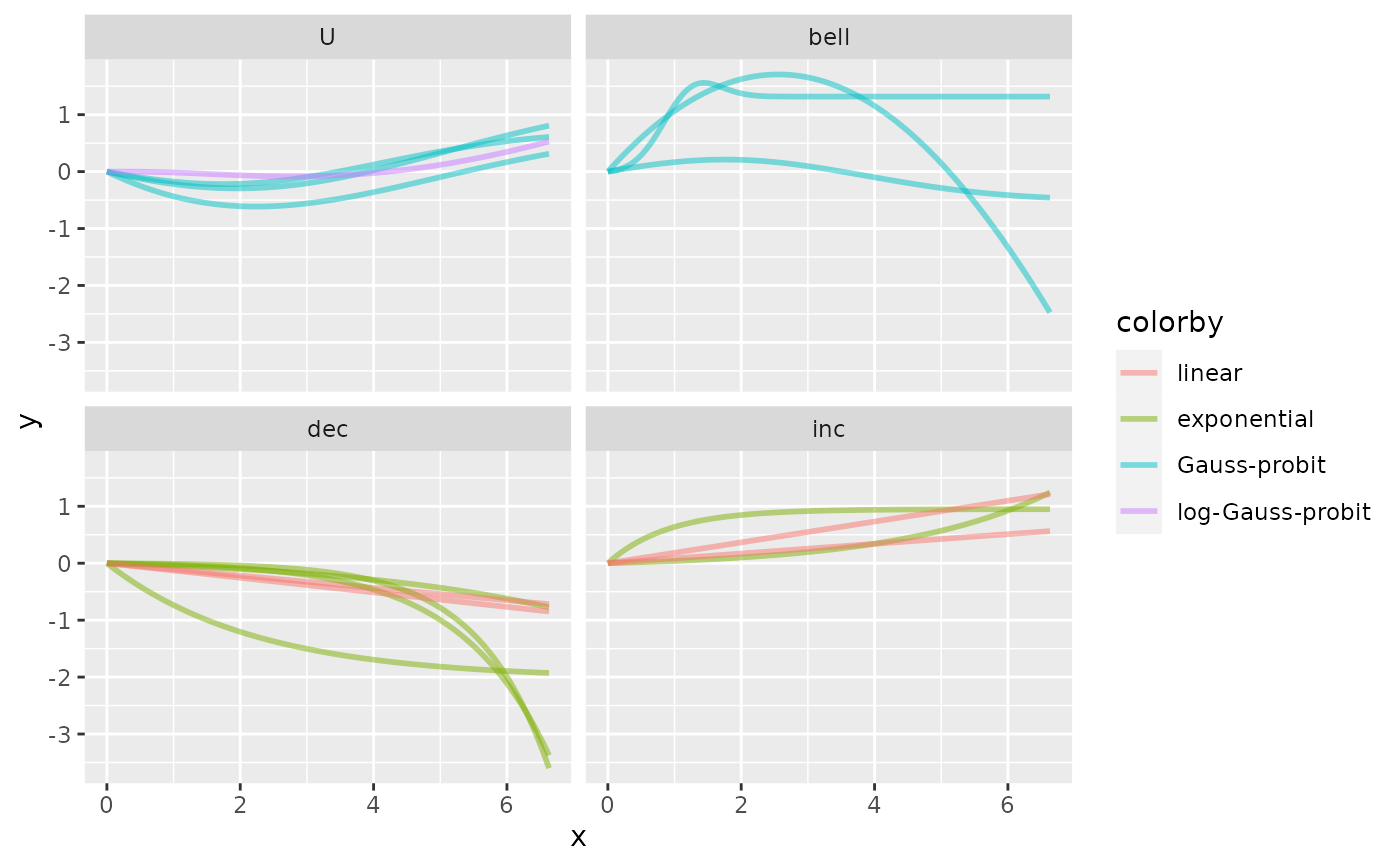 U
bell
1
0
-1
-2
-3
dec
inc
1
0
-1
-2
-3
0 2 4 6
0 2 4 6
x
y
colorby
linear
exponential
Gauss-probit
log-Gauss-probit